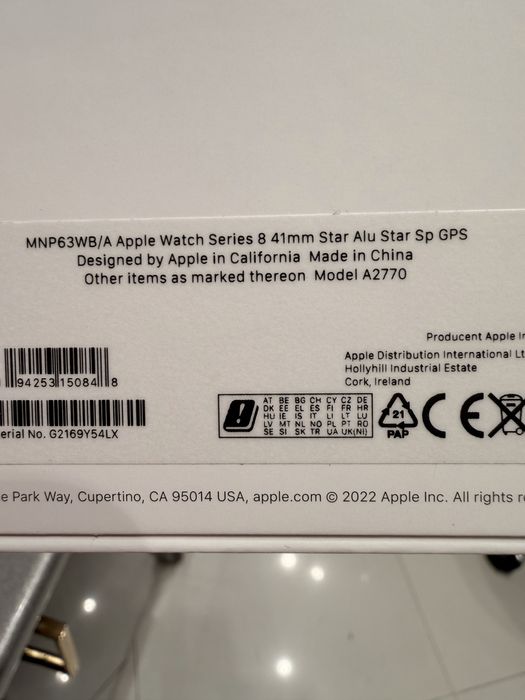 MNP63WB/A Apple Watch Series 8 41mm Star Alu Star Sp GPS
Designed by Apple in California Made in China
Other items as marked thereon Model A2770
Producent Apple In
Apple Distribution International Lt
Hollyhill Industrial Estate
Cork, Ireland
94253 15084 8
erial No. G2169Y54LX
AT BE BG CH CY CZ DE
DK EE EL ES FI FR HR
HU IE IS IT LI LT LU
LV MT NL NO PL PT RO
SE SI SK TR UA UK(NI)
21
PAP
CE
e Park Way, Cupertino, CA 95014 USA, apple.com © 2022 Apple Inc. All rights re